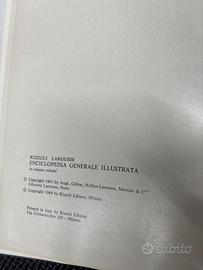 RIZZOLI LAROUSSE
ENCICLOPEDIA GENERALE ILLUSTRATA
in cinque volumi
© Copyright 1967 by Augé, Gillon, Hollier-Larousse, Moreau & Cie
Librairie Larousse, Paris
© Copyright 1969 by Rizzoli Editore, Milano
Printed in Italy by Rizzoli Editore
Via Civitavecchia 102 - Milano
subito